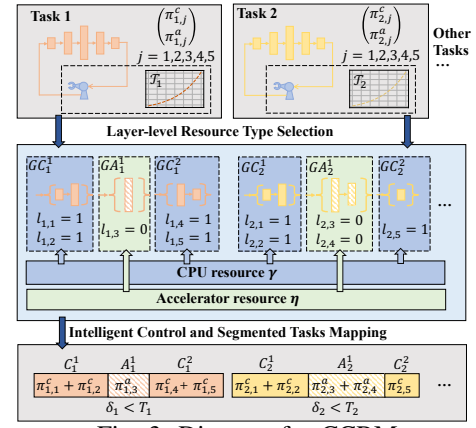 Task 1
(π^c_{1,j}
π^a_{1,j})
j = 1,2,3,4,5
𝒯_1
Task 2
(π^c_{2,j}
π^a_{2,j})
j = 1,2,3,4,5
𝒯_2
Other
Tasks
...
Layer-level Resource Type Selection
GC^1_1 GA^1_1 GC^2_1 GC^1_2 GA^1_2 GC^2_2
...
l_{1,1} = 1
l_{1,2} = 1
l_{1,3} = 0
l_{1,4} = 1
l_{1,5} = 1
l_{2,1} = 1
l_{2,2} = 1
l_{2,3} = 0
l_{2,4} = 0
l_{2,5} = 1
CPU resource γ
Accelerator resource η
Intelligent Control and Segmented Tasks Mapping
C^1_1 A^1_1 C^2_1 C^1_2 A^1_2 C^2_2
π^c_{1,1} + π^c_{1,2} π^a_{1,3} π^c_{1,4} + π^c_{1,5} π^c_{2,1} + π^c_{2,2} π^a_{2,3} + π^a_{2,4} π^c_{2,5} ...
δ_1 < T_1 δ_2 < T_2